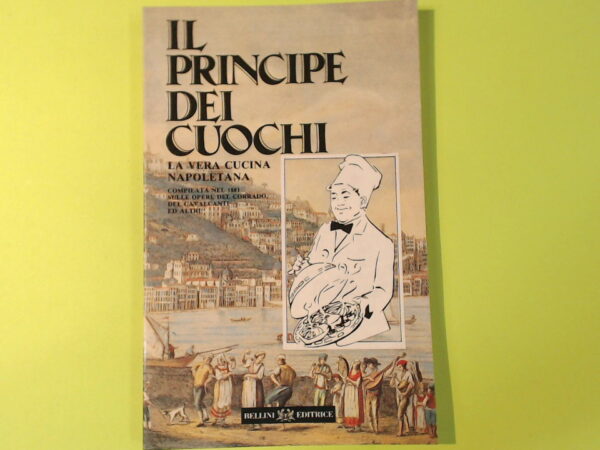 IL
PRINCIPE
DEI
CUOCHI
LA VERA CUCINA
NAPOLETANA
COMPILATA NEL 1881
SULLE OPERE DEL CORRADO,
DEL CAVALCANTI
ED ALTRI
BELLINI EDITRICE